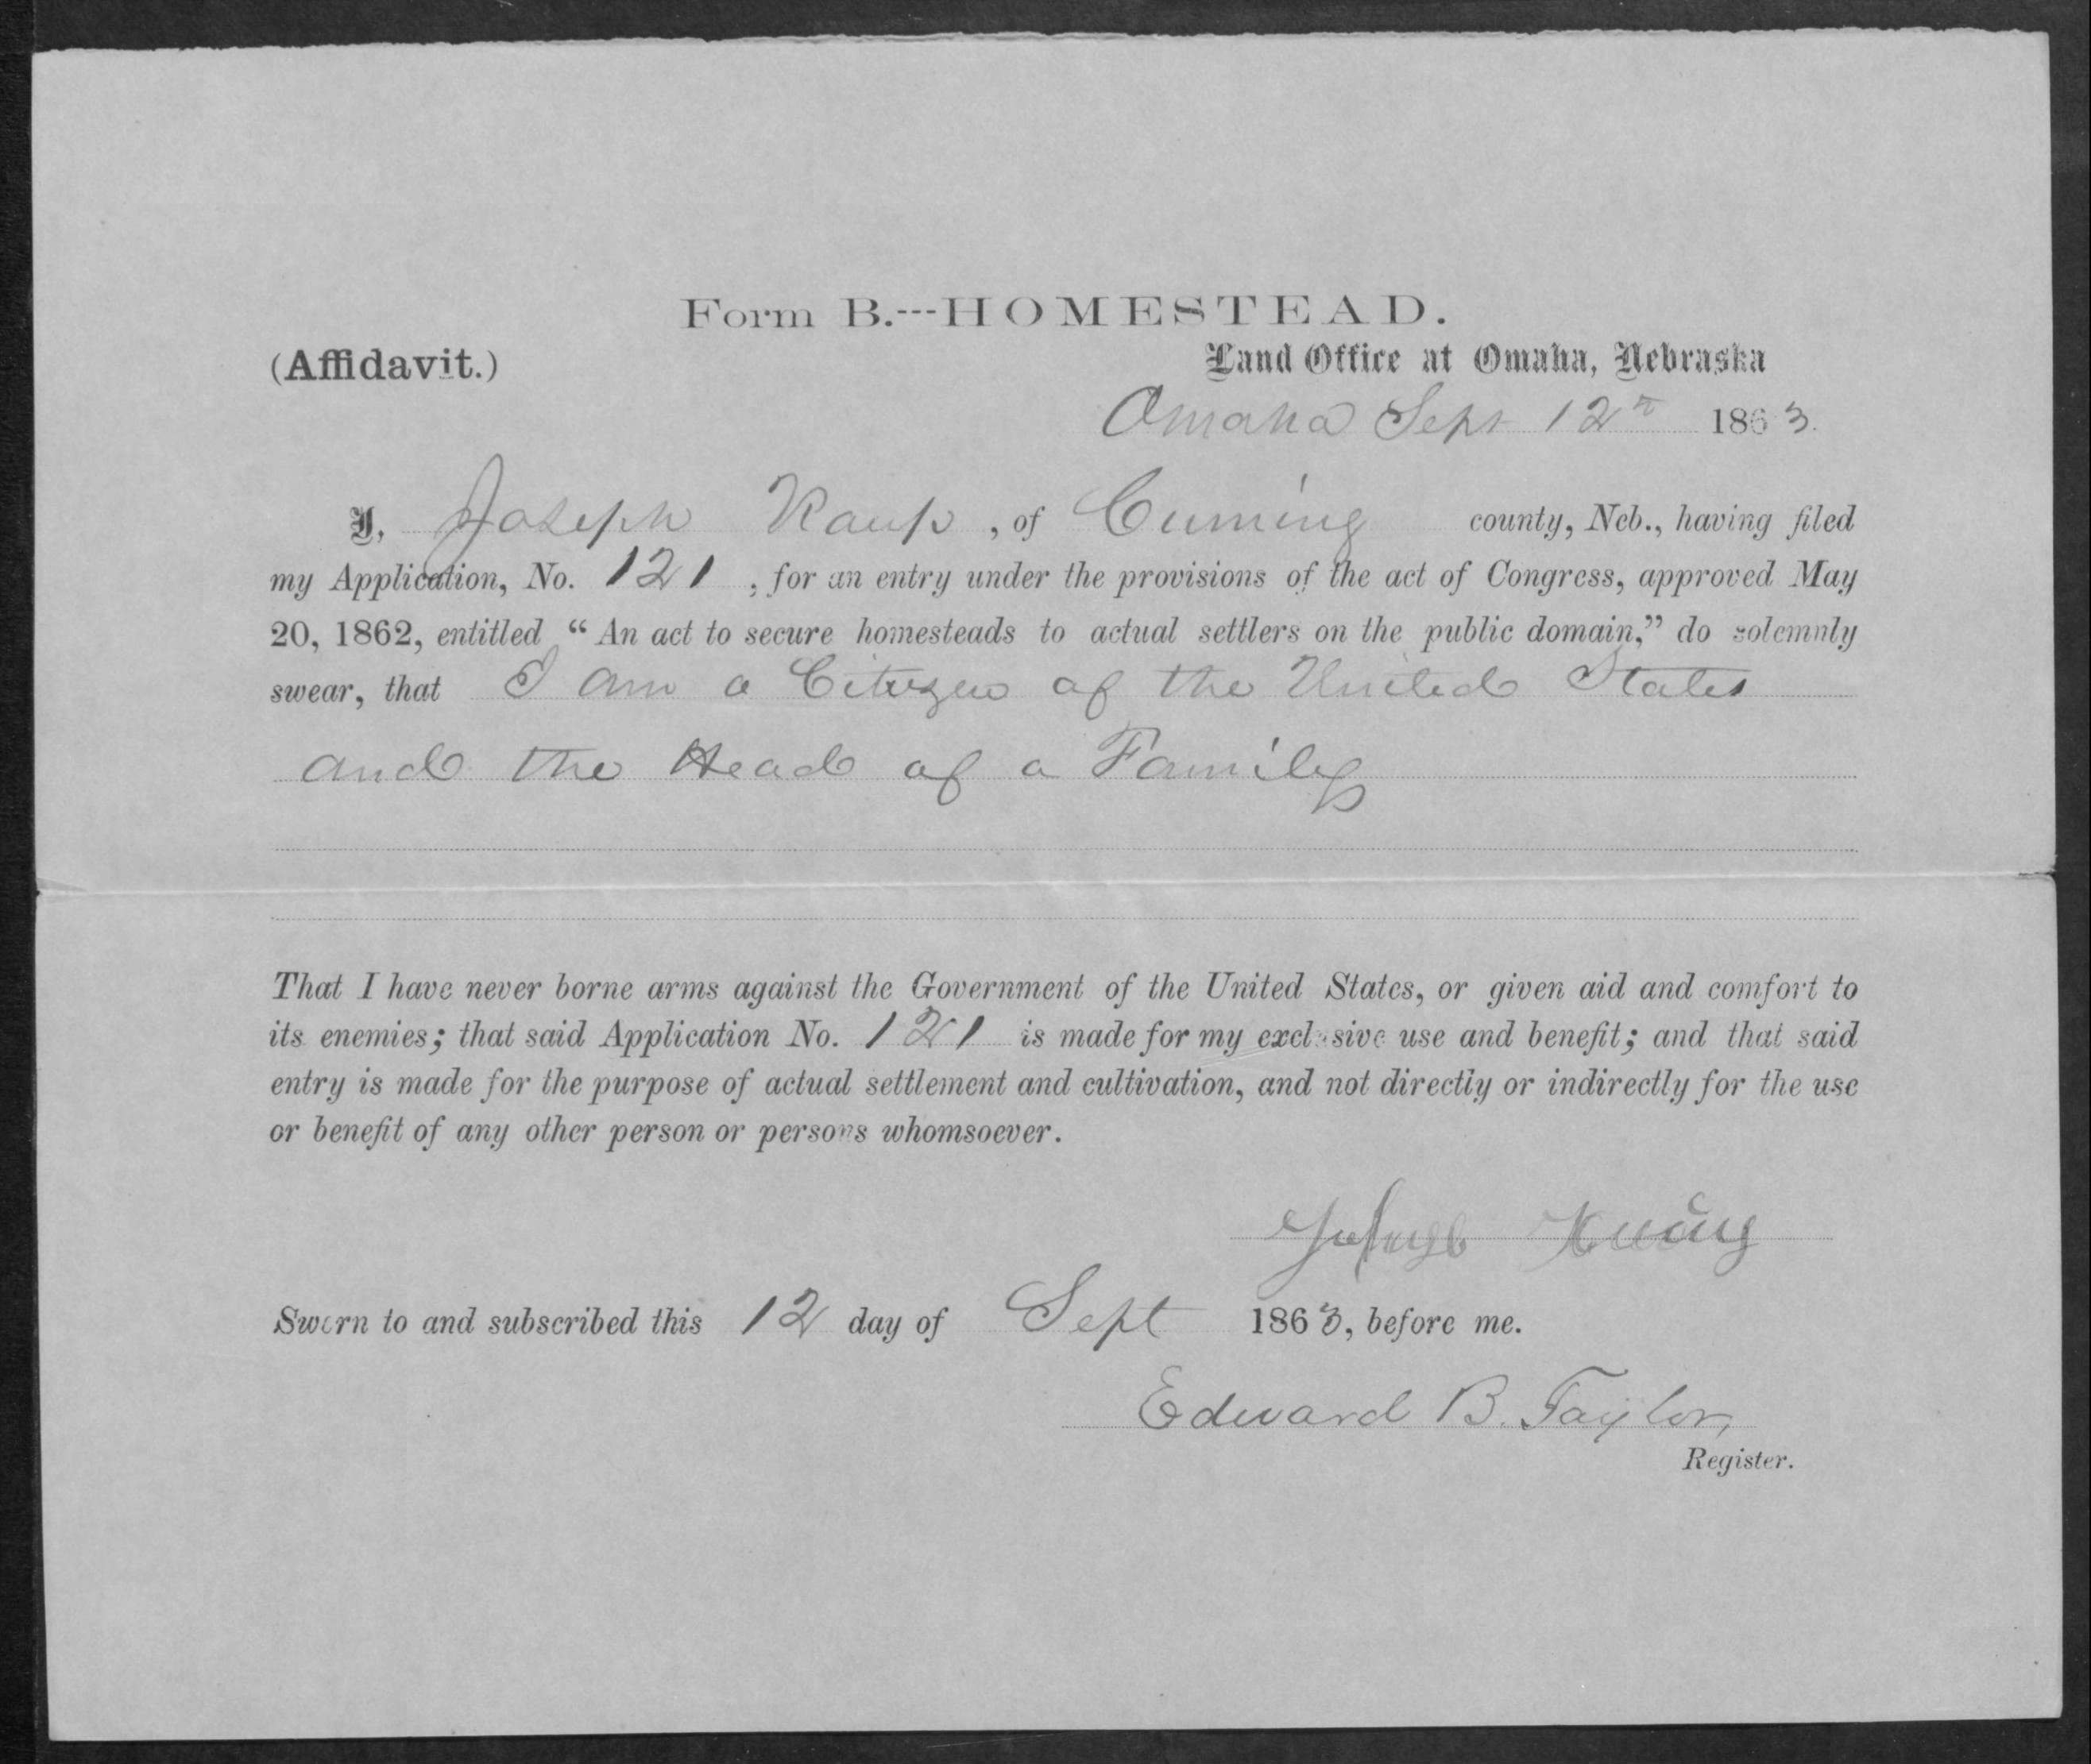 Form B.---HOMESTEAD.
(Affidavit.)
Land Office at Omaha, Nebraska
Omaha Sept 12th 1863.
I, Joseph Kaup, of Cuming county, Neb., having filed
my Application, No. 121, for an entry under the provisions of the act of Congress, approved May
20, 1862, entitled "An act to secure homesteads to actual settlers on the public domain," do solemnly
swear, that I am a Citizen of the United States
and the Head of a Family
That I have never borne arms against the Government of the United States, or given aid and comfort to
its enemies; that said Application No. 121 is made for my exclusive use and benefit; and that said
entry is made for the purpose of actual settlement and cultivation, and not directly or indirectly for the use
or benefit of any other person or persons whomsoever.
Joseph
Sworn to and subscribed this 12 day of Sept 1863, before me.
Edward B. Taylor,
Register.